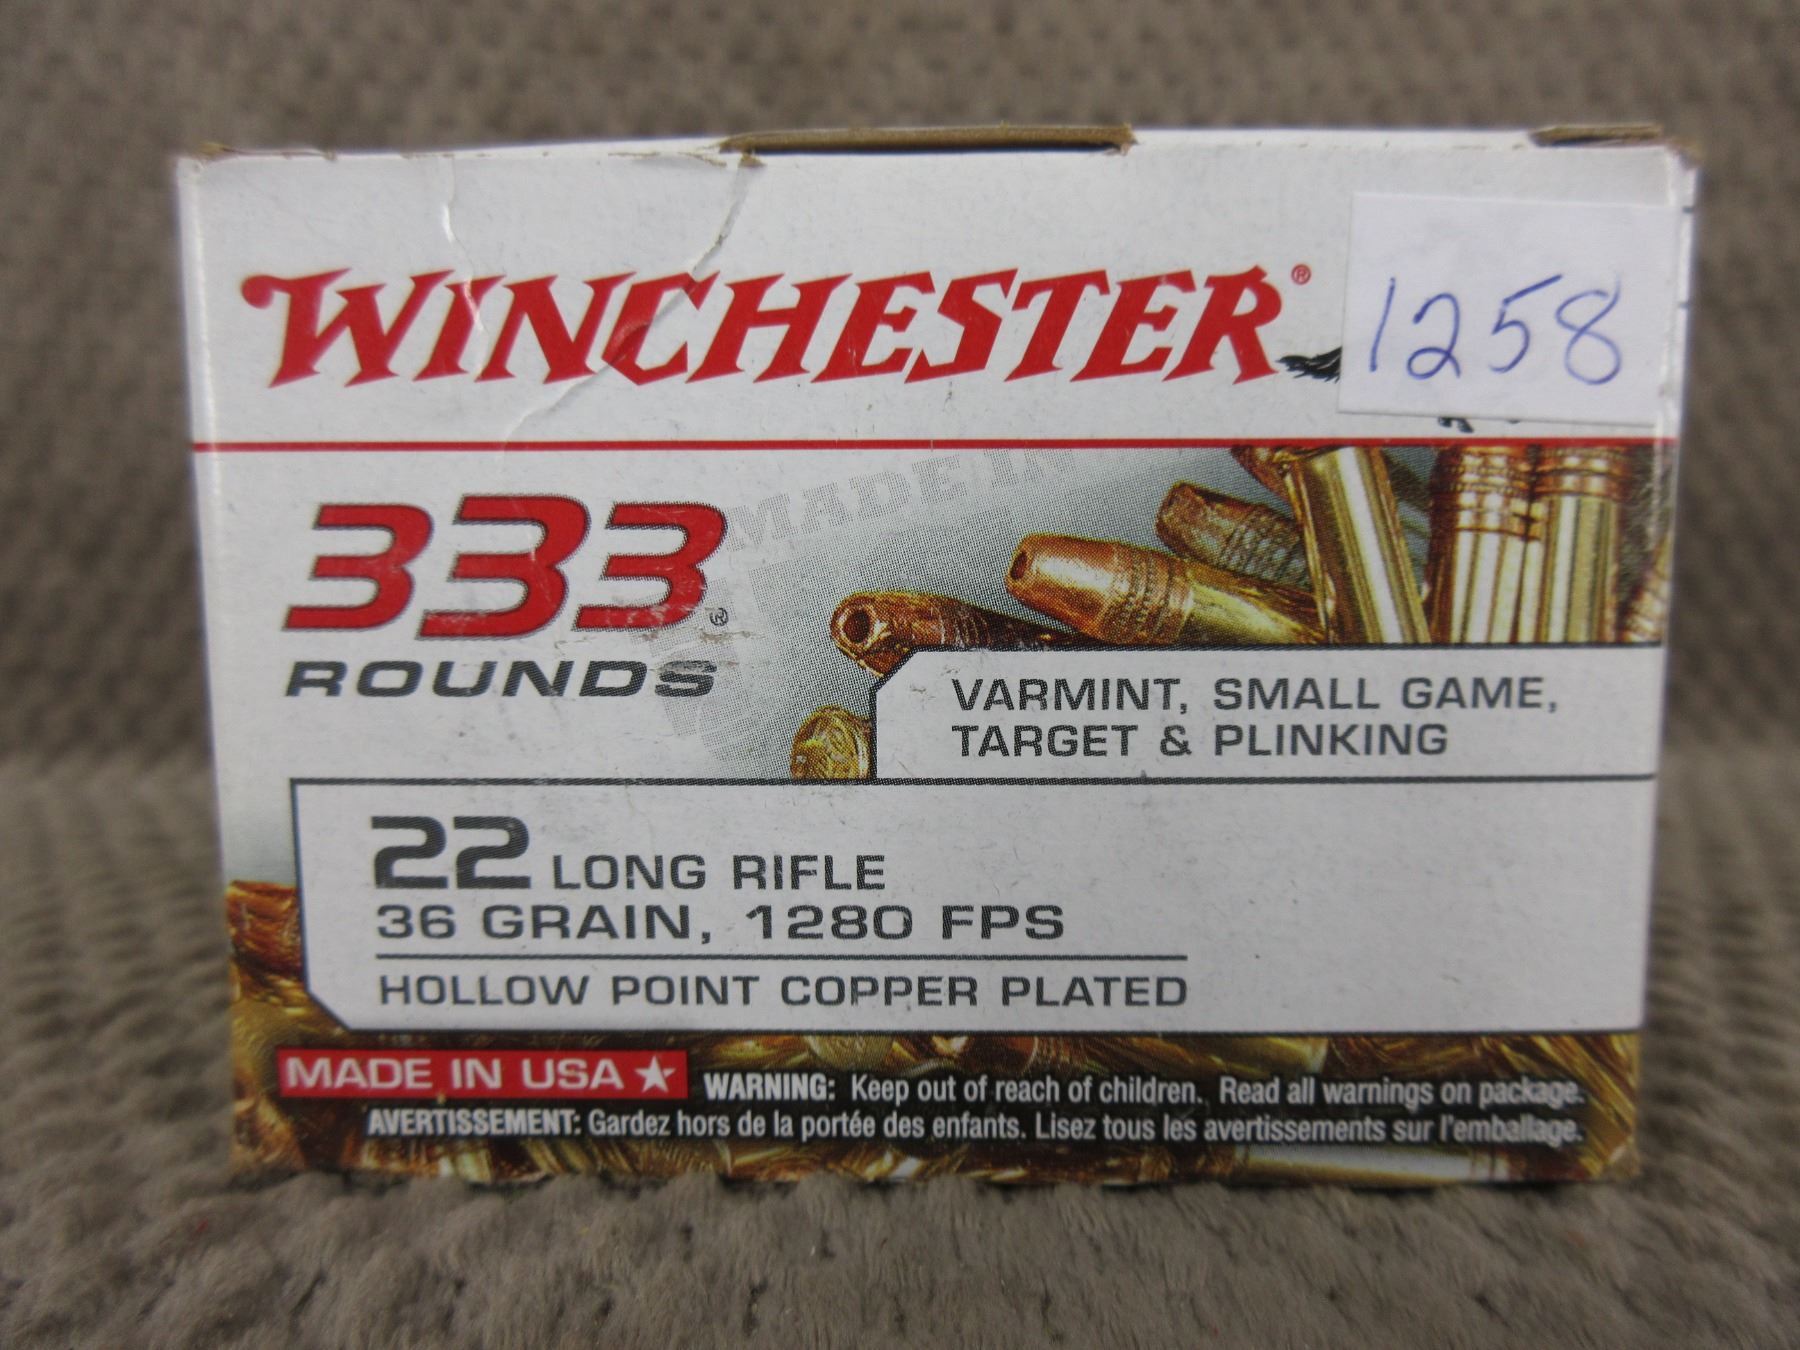 WINCHESTER®
1258
333®
ROUNDS
MADE IN
VARMINT, SMALL GAME,
TARGET & PLINKING
22 LONG RIFLE
36 GRAIN, 1280 FPS
HOLLOW POINT COPPER PLATED
MADE IN USA
WARNING: Keep out of reach of children. Read all warnings on package.
AVERTISSEMENT: Gardez hors de la portée des enfants. Lisez tous les avertissements sur l'emballage.